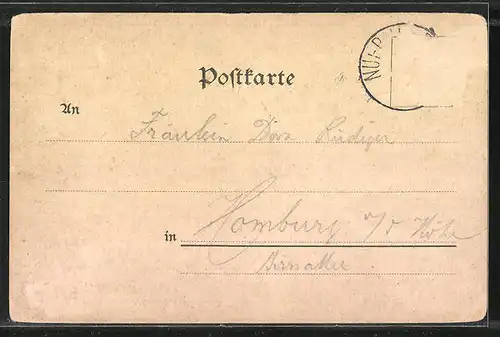 Postkarte
An
Fräulein Dora Rüdiger
in Homburg v/d Höhe